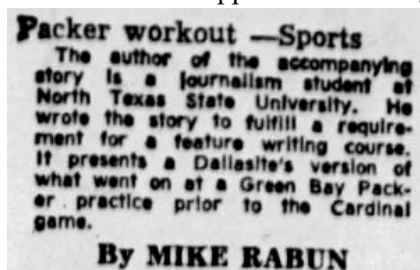 Packer workout —Sports
The author of the accompanying
story is a journalism student at
North Texas State University. He
wrote the story to fulfill a require-
ment for a feature writing course.
It presents a Dallasite's version of
what went on at a Green Bay Pack-
er practice prior to the Cardinal
game.
By MIKE RABUN